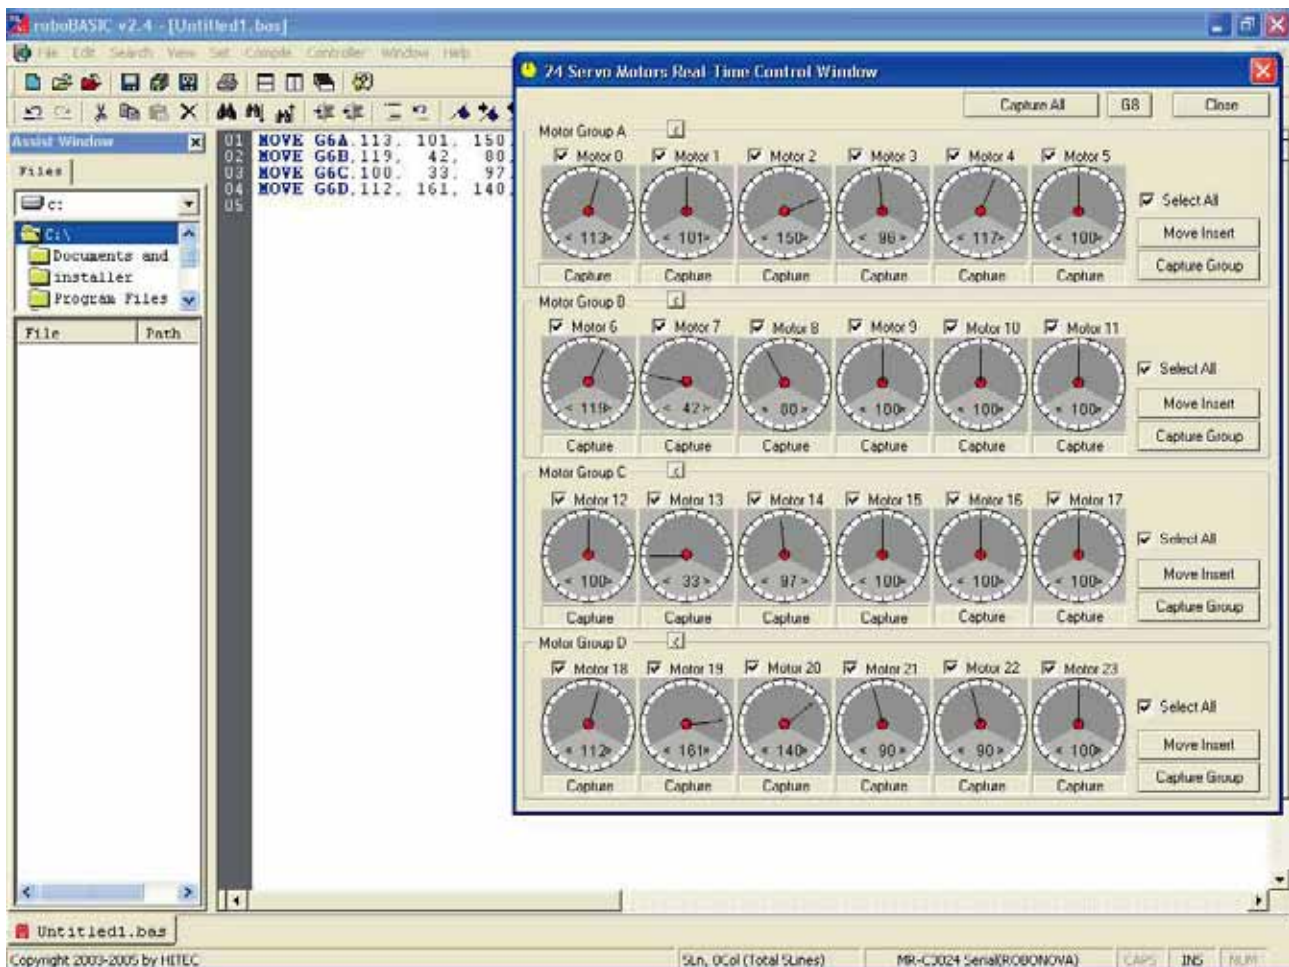 roboBASIC v2.4 - [Untitled1.bas]
File Edit Search View Set Compile Controller Window Help
Assist Window
Files
c:
C:\
Documents and
installer
Program Files
File Path
01 MOVE G6A,113, 101, 150,
02 MOVE G6B,119, 42, 80,
03 MOVE G6C,100, 33, 97,
04 MOVE G6D,112, 161, 140,
05
24 Servo Motors Real Time Control Window
Capture All G8 Close
Motor Group A <
Motor 0 Motor 1 Motor 2 Motor 3 Motor 4 Motor 5
Select All
< 113> < 101> < 150> < 96 > < 117> < 100>
Move Insert
Capture Capture Capture Capture Capture Capture
Capture Group
Motor Group B <
Motor 6 Motor 7 Motor 8 Motor 9 Motor 10 Motor 11
Select All
< 119> < 42 > < 80 > < 100> < 100> < 100>
Move Insert
Capture Capture Capture Capture Capture Capture
Capture Group
Motor Group C <
Motor 12 Motor 13 Motor 14 Motor 15 Motor 16 Motor 17
Select All
< 100> < 33 > < 97 > < 100> < 100> < 100>
Move Insert
Capture Capture Capture Capture Capture Capture
Capture Group
Motor Group D <
Motor 18 Motor 19 Motor 20 Motor 21 Motor 22 Motor 23
Select All
< 112> < 161> < 140> < 90 > < 90 > < 100>
Move Insert
Capture Capture Capture Capture Capture Capture
Capture Group
Untitled1.bas
Copyright 2003-2005 by HITEC
5Ln, 0Col (Total 5Lines) MR-C3024 Serial(ROBONOVA) CAPS INS NUM